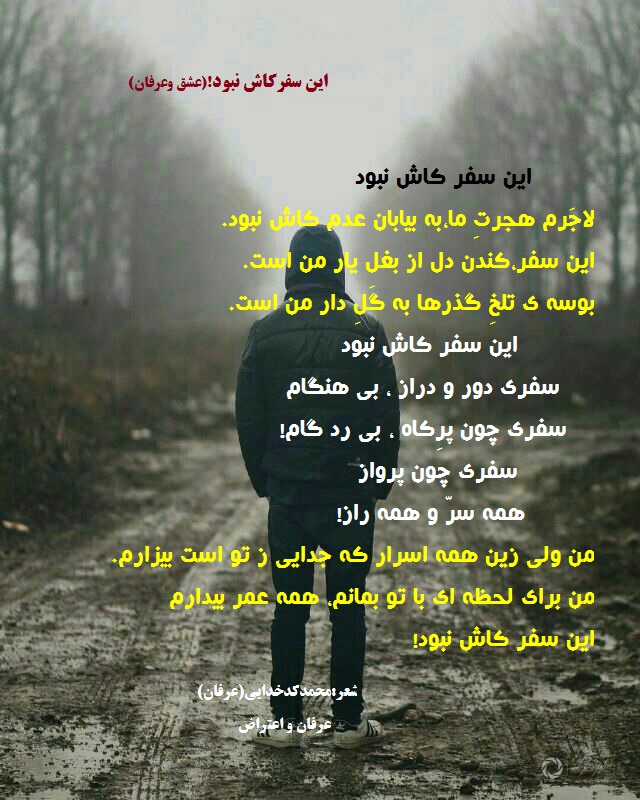 این سفرکاش نبود!(عشق وعرفان)
این سفر کاش نبود
لاجَرم هجرتِ ما،به بیابان عدم کاش نبود.
این سفر،کندن دل از بغل یار من است.
بوسه ی تلخِ گذرها به گَلِ دار من است.
این سفر کاش نبود
سفری دور و دراز ، بی هنگام
سفری چون پرِکاه ، بی رد گام!
سفری چون پرواز
همه سرّ و همه راز!
من ولی زین همه اسرار که جدایی ز تو است بیزارم.
من برای لحظه ای با تو بمانم، همه عمر بیدارم
این سفر کاش نبود!
شعر:محمدکدخدایی(عرفان)
عرفان و اعتراض